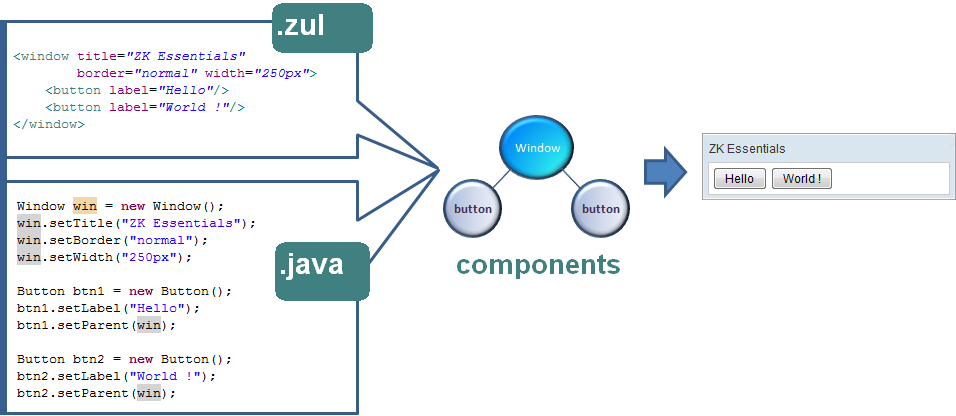 .zul
<window title="ZK Essentials"
        border="normal" width="250px">
    <button label="Hello"/>
    <button label="World !"/>
</window>
.java
Window win = new Window();
win.setTitle("ZK Essentials");
win.setBorder("normal");
win.setWidth("250px");

Button btn1 = new Button();
btn1.setLabel("Hello");
btn1.setParent(win);

Button btn2 = new Button();
btn2.setLabel("World !");
btn2.setParent(win);
Window
button
button
components
ZK Essentials
Hello
World !